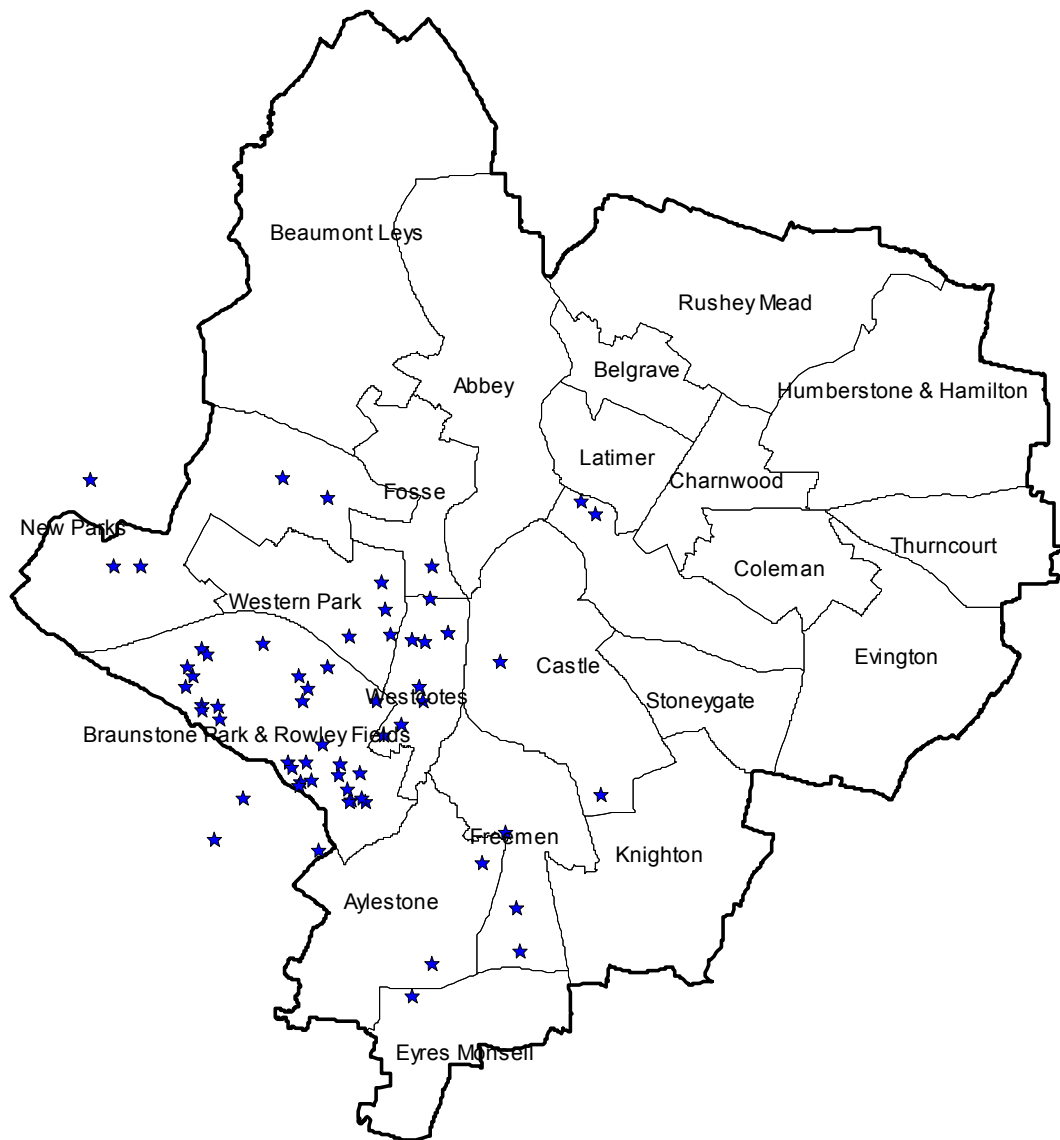 Beaumont Leys
Rushey Mead
Belgrave
Abbey
Humberstone & Hamilton
Latimer
Charnwood
Fosse
New Parks
Thurncourt
Coleman
Western Park
Evington
Castle
Westcotes
Stoneygate
Braunstone Park & Rowley Fields
Freemen
Knighton
Aylestone
Eyres Monsell